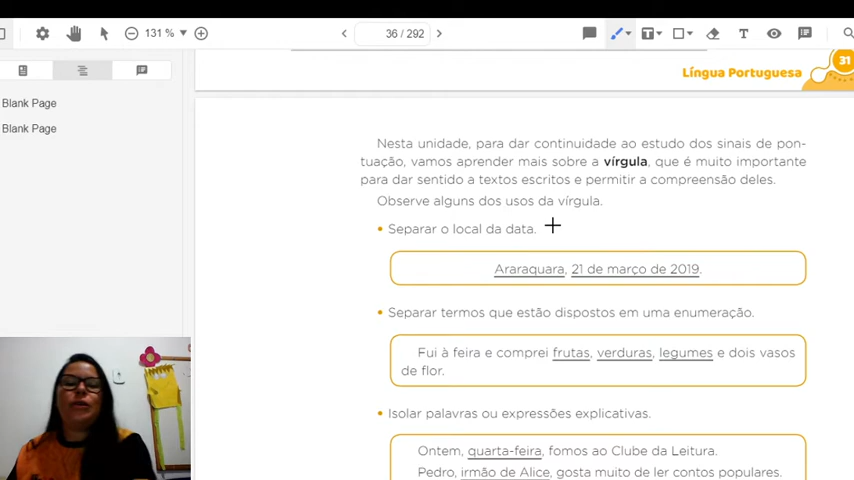 131 %
36 / 292
Blank Page
Blank Page
Língua Portuguesa
31
Nesta unidade, para dar continuidade ao estudo dos sinais de pon-
tuação, vamos aprender mais sobre a vírgula, que é muito importante
para dar sentido a textos escritos e permitir a compreensão deles.
Observe alguns dos usos da vírgula.
• Separar o local da data.
Araraquara, 21 de março de 2019.
• Separar termos que estão dispostos em uma enumeração.
Fui à feira e comprei frutas, verduras, legumes e dois vasos
de flor.
• Isolar palavras ou expressões explicativas.
Ontem, quarta-feira, fomos ao Clube da Leitura.
Pedro, irmão de Alice, gosta muito de ler contos populares.